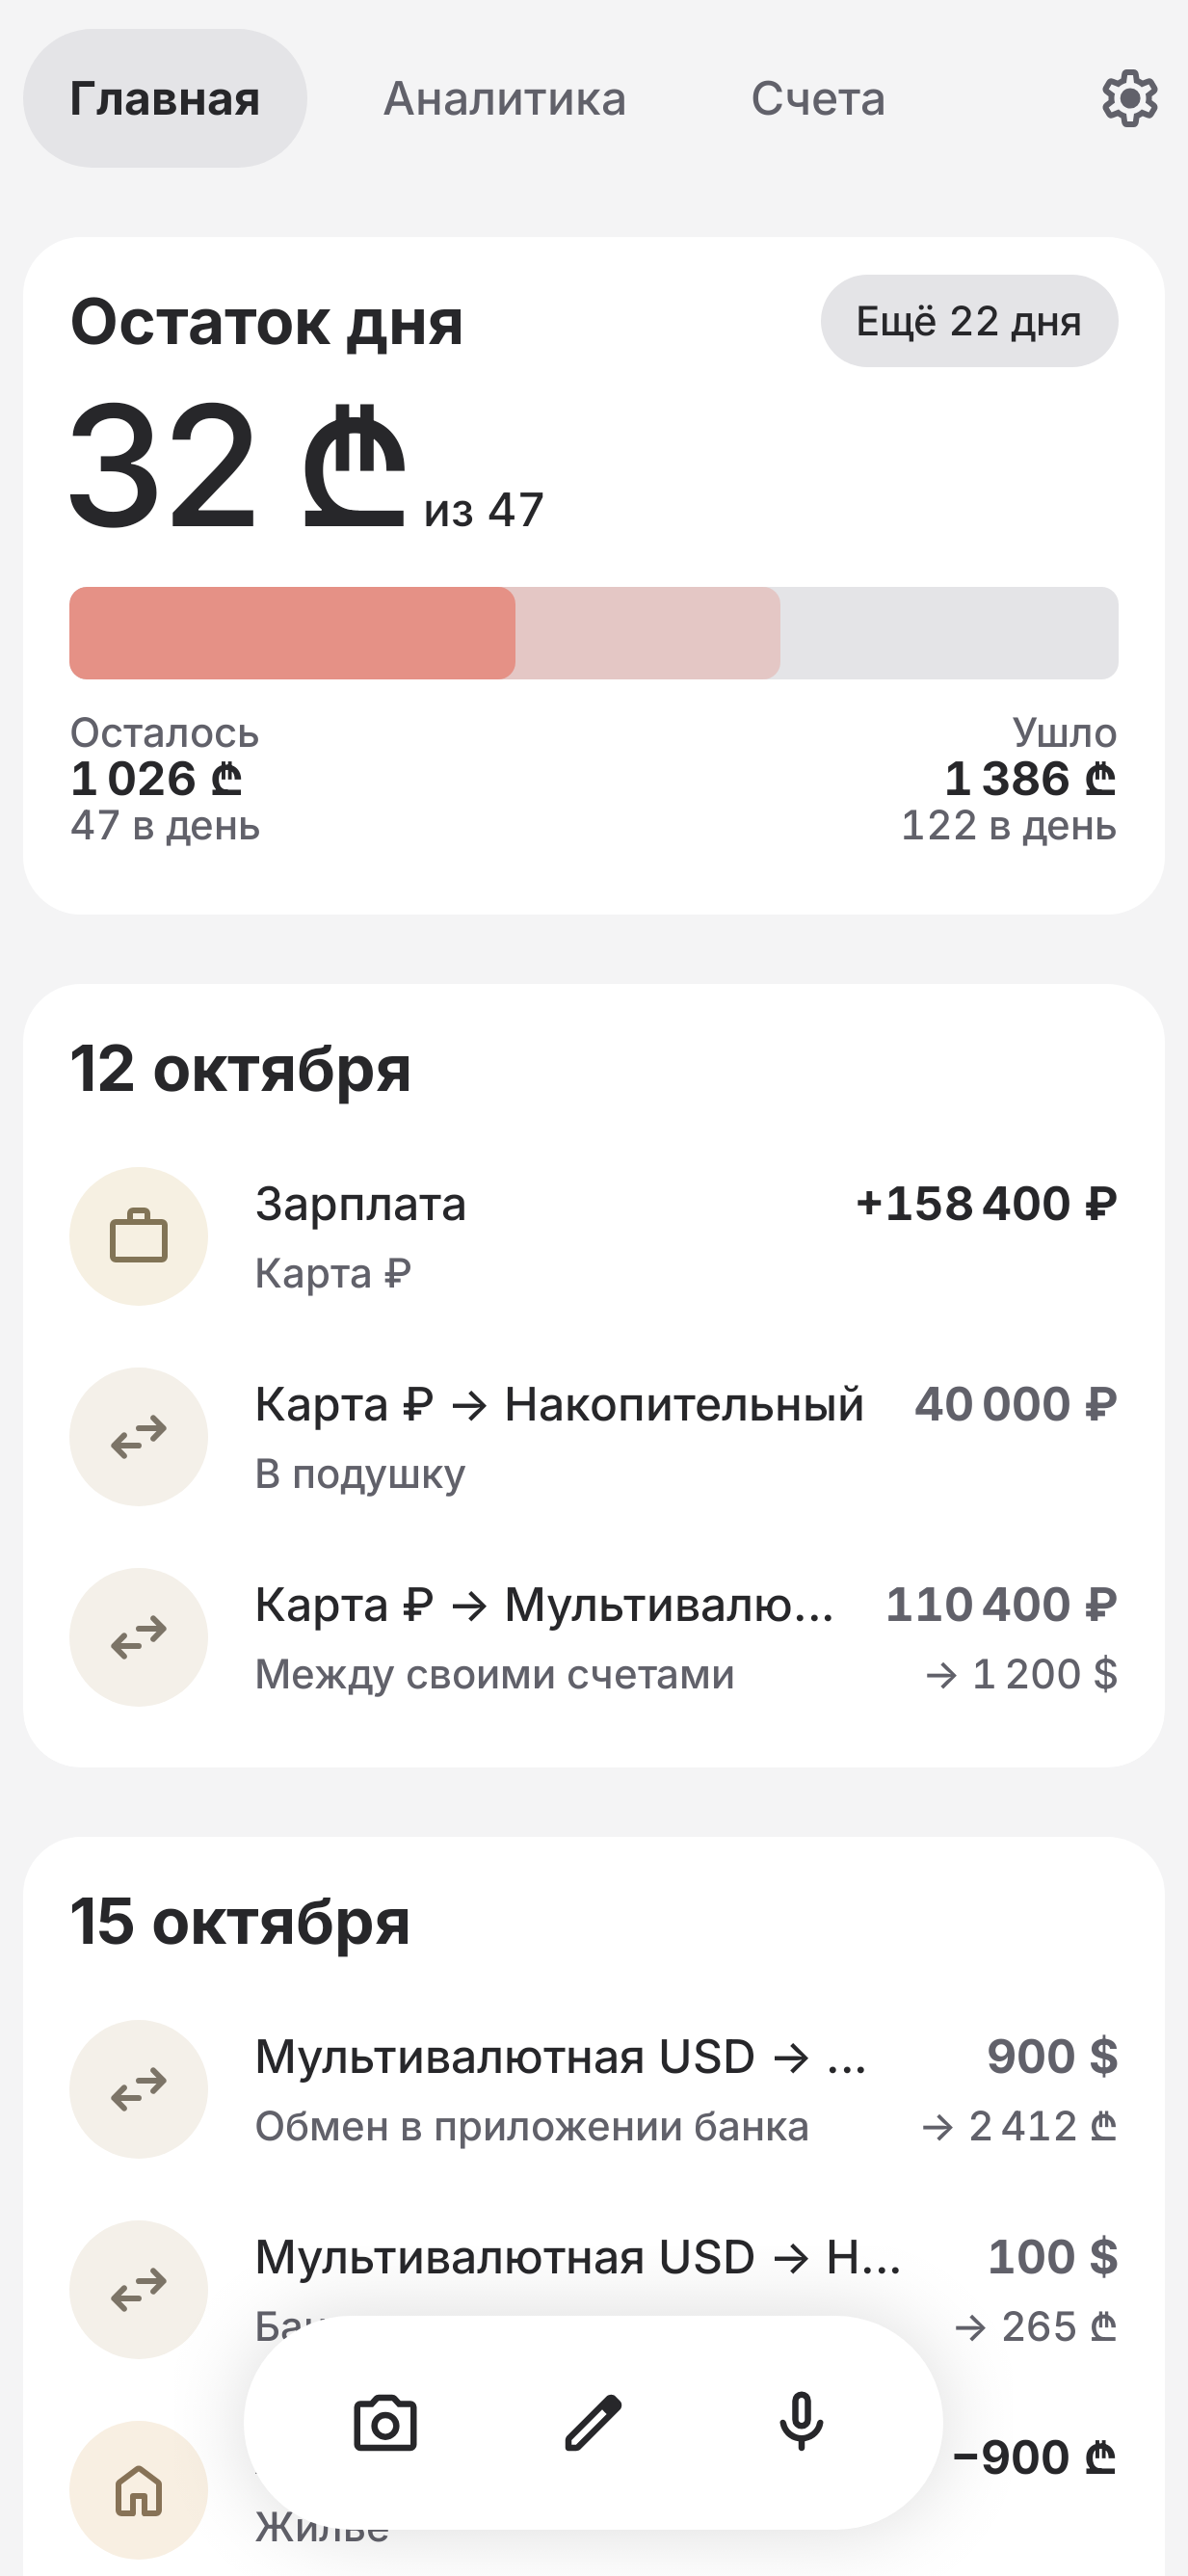 Главная Аналитика Счета
Остаток дня Ещё 22 дня
32 ₾ из 47
Осталось Ушло
1 026 ₾ 1 386 ₾
47 в день 122 в день
12 октября
Зарплата +158 400 ₽
Карта ₽
Карта ₽ → Накопительный 40 000 ₽
В подушку
Карта ₽ → Мультивалю... 110 400 ₽
Между своими счетами → 1 200 $
15 октября
Мультивалютная USD → ... 900 $
Обмен в приложении банка → 2 412 ₾
Мультивалютная USD → Н... 100 $
→ 265 ₾
−900 ₾
Жильё